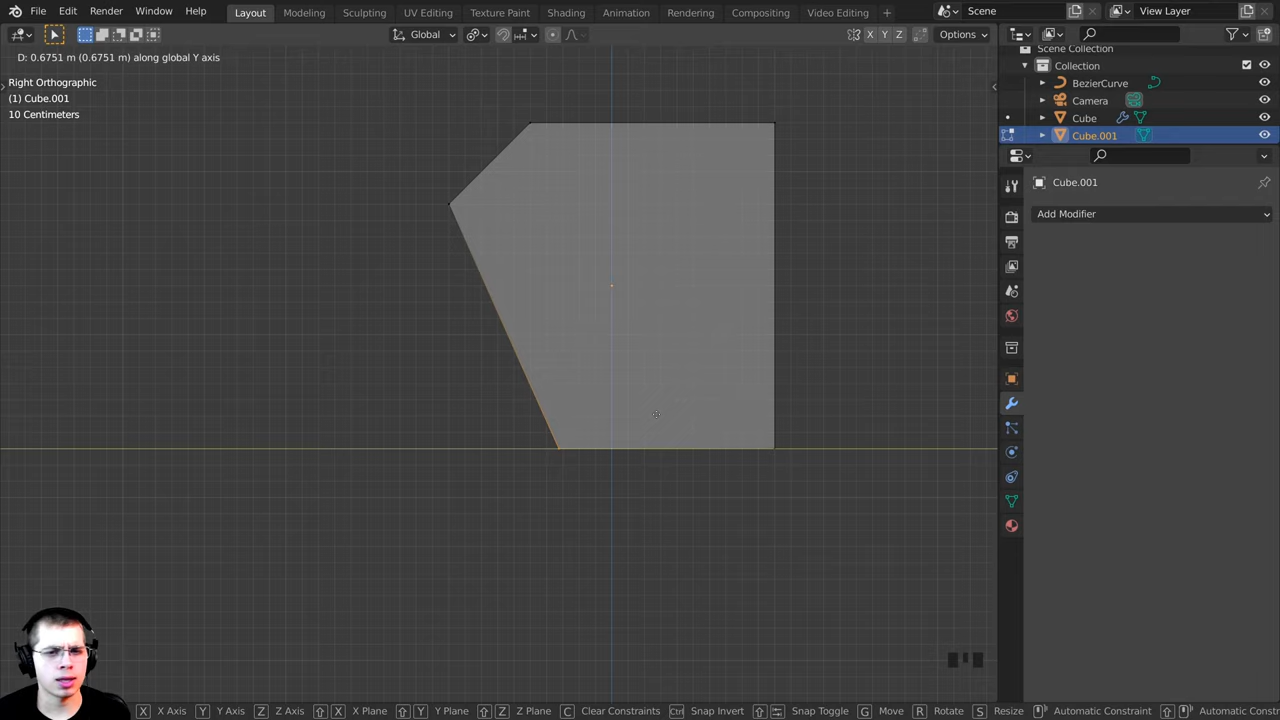 File Edit Render Window Help Layout Modeling Sculpting UV Editing Texture Paint Shading Animation Rendering Compositing Video Editing + Scene View Layer
Global X Y Z Options
D: 0.6751 m (0.6751 m) along global Y axis
Right Orthographic
(1) Cube.001
10 Centimeters
Scene Collection
Collection
BezierCurve
Camera
Cube
Cube.001
Cube.001
Add Modifier
X X Axis Y Y Axis Z Z Axis X X Plane Y Y Plane Z Z Plane C Clear Constraints Ctrl Snap Invert Snap Toggle G Move R Rotate S Resize Automatic Constraint Automatic Constrai